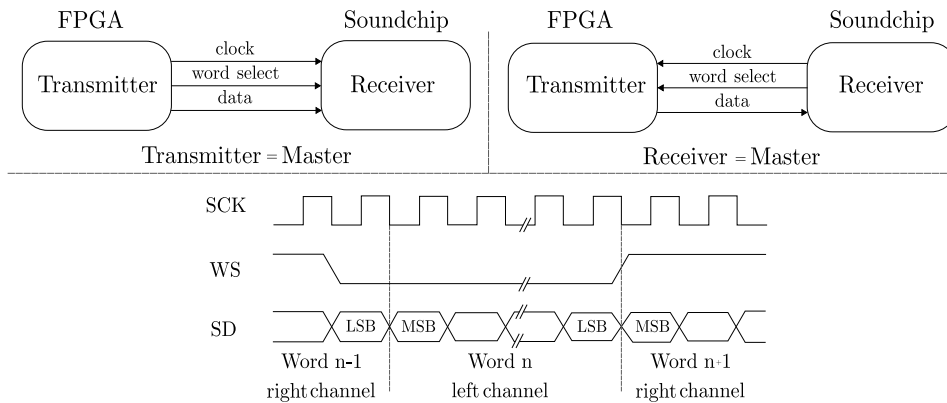 FPGA
Soundchip
Transmitter
clock
word select
data
Receiver
Transmitter = Master
FPGA
Soundchip
Transmitter
clock
word select
data
Receiver
Receiver = Master
SCK
WS
SD
LSB
MSB
LSB
MSB
Word n-1
right channel
Word n
left channel
Word n+1
right channel